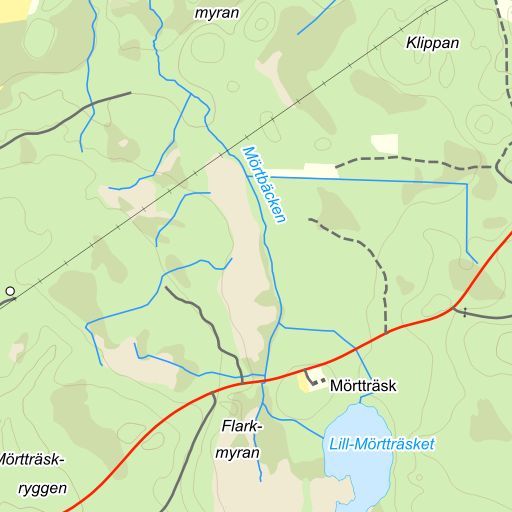 myran
Klippan
Mörtbäcken
Mörtträsk
Flark-
myran
Lill-Mörtträsket
Mörtträsk-
ryggen